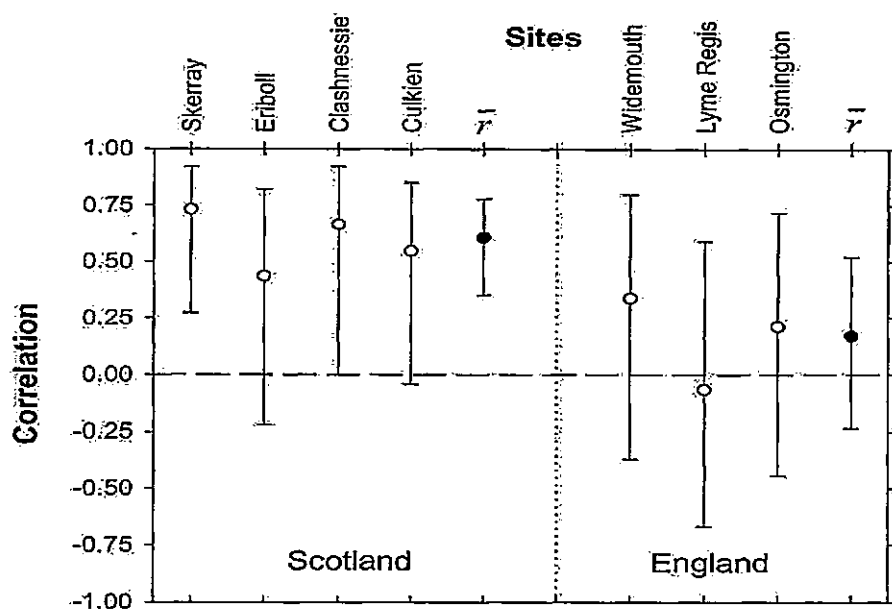 Sites
Skerray
Eriboll
Clashnessie
Culkien
r̄
Widemouth
Lyme Regis
Osmington
r̄
Correlation
1.00
0.75
0.50
0.25
0.00
-0.25
-0.50
-0.75
-1.00
Scotland
England